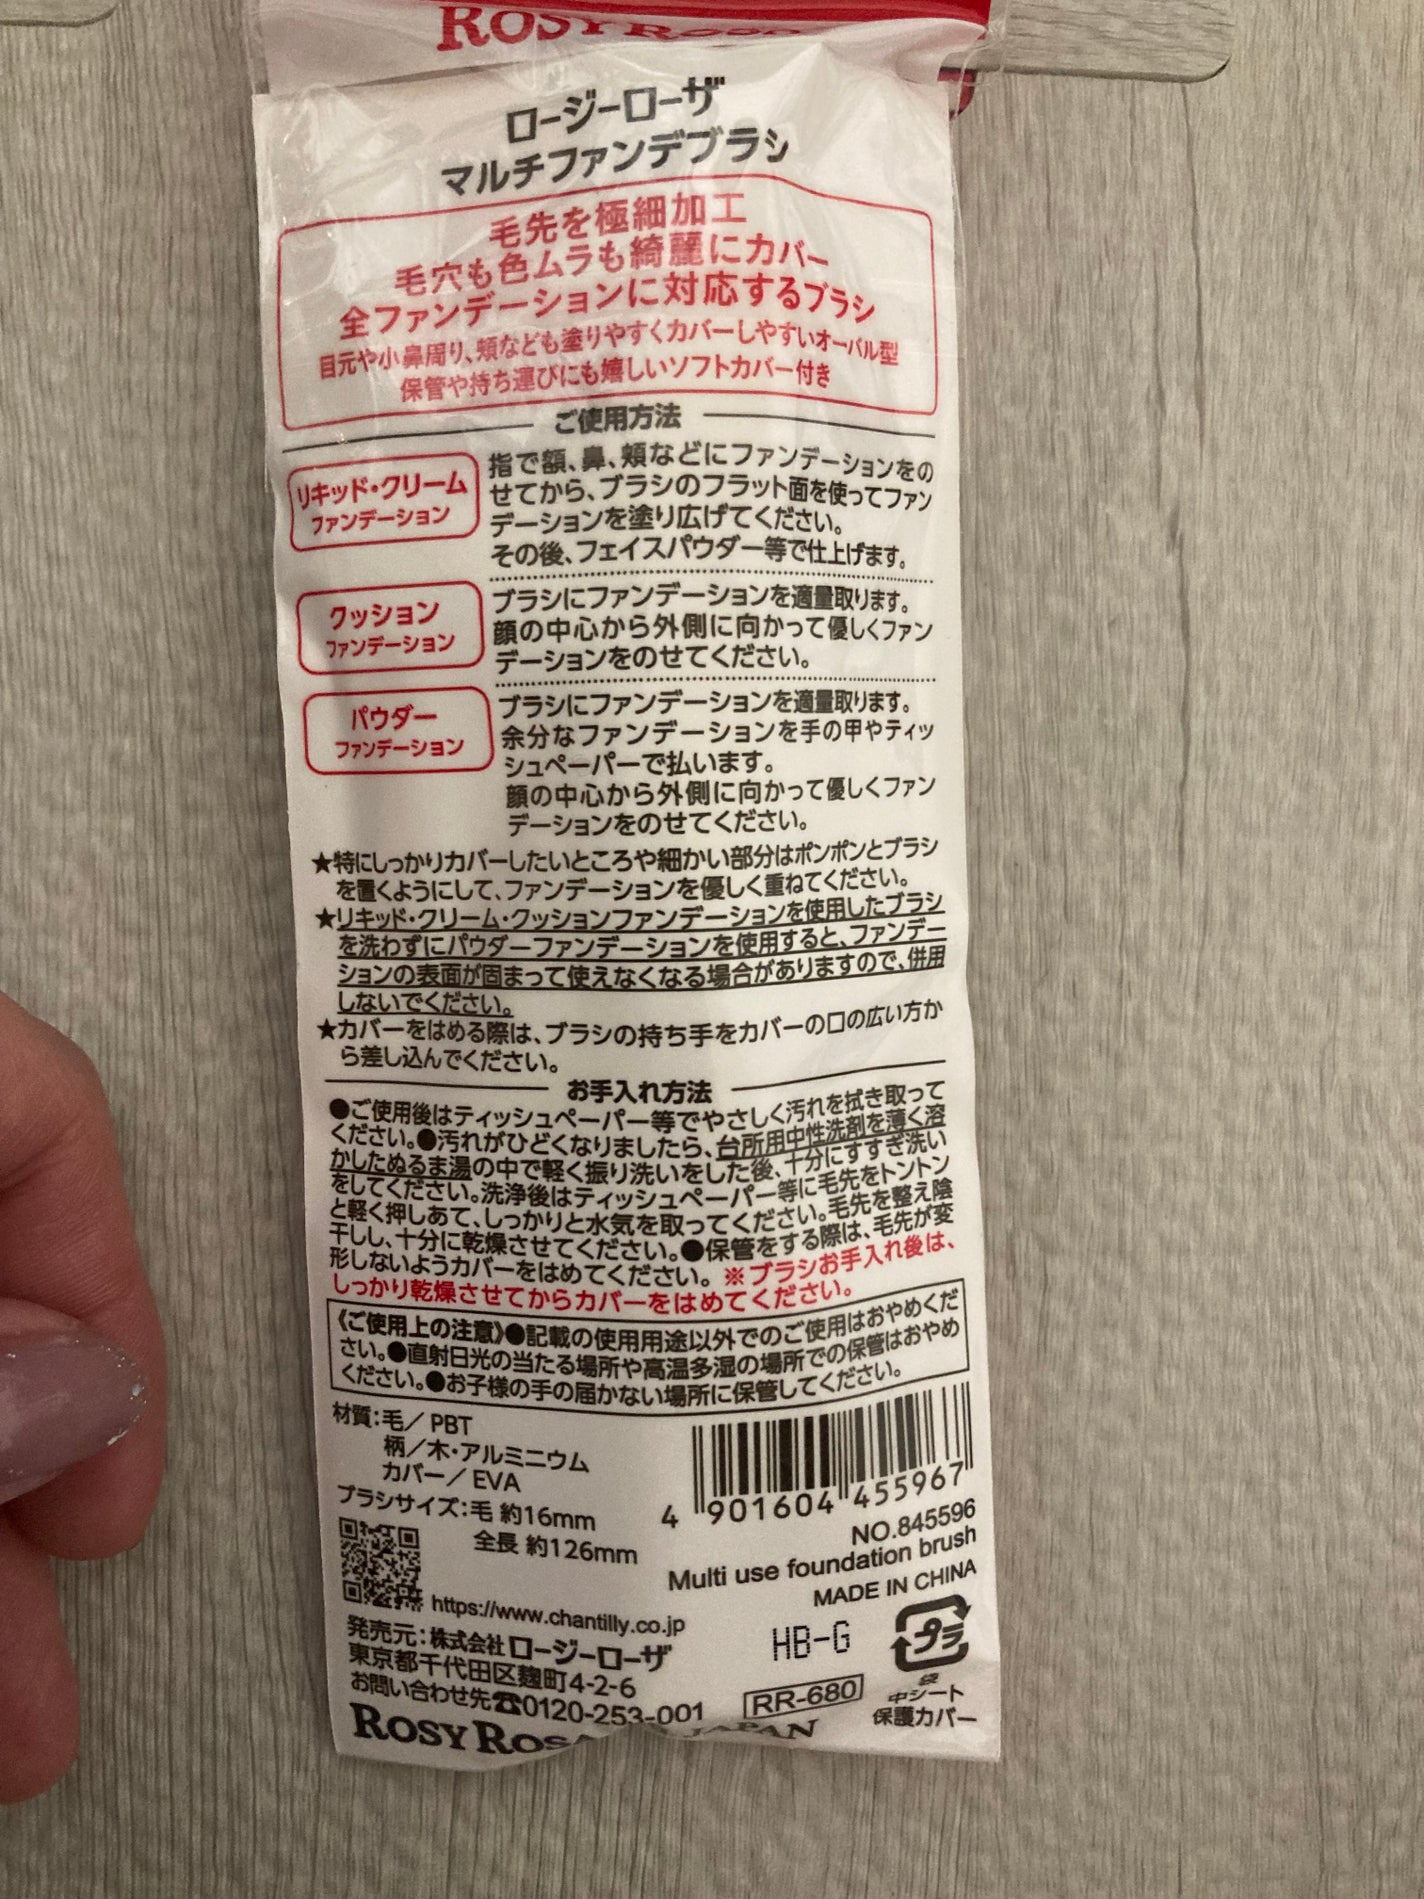 ROSY ROSA
ロージーローザ
マルチファンデブラシ
毛先を極細加工
毛穴も色ムラも綺麗にカバー
全ファンデーションに対応するブラシ
目元や小鼻周り、頬なども塗りやすくカバーしやすいオーバル型
保管や持ち運びにも嬉しいソフトカバー付き
ご使用方法
リキッド・クリーム
ファンデーション
指で額、鼻、頬などにファンデーションをの
せてから、ブラシのフラット面を使ってファン
デーションを塗り広げてください。
その後、フェイスパウダー等で仕上げます。
クッション
ファンデーション
ブラシにファンデーションを適量取ります。
顔の中心から外側に向かって優しくファン
デーションをのせてください。
パウダー
ファンデーション
ブラシにファンデーションを適量取ります。
余分なファンデーションを手の甲やティッ
シュペーパーで払います。
顔の中心から外側に向かって優しくファン
デーションをのせてください。
★特にしっかりカバーしたいところや細かい部分はポンポンとブラシ
を置くようにして、ファンデーションを優しく重ねてください。
★リキッド・クリーム・クッションファンデーションを使用したブラシ
を洗わずにパウダーファンデーションを使用すると、ファンデー
ションの表面が固まって使えなくなる場合がありますので、併用
しないでください。
★カバーをはめる際は、ブラシの持ち手をカバーの口の広い方か
ら差し込んでください。
お手入れ方法
●ご使用後はティッシュペーパー等でやさしく汚れを拭き取って
ください。●汚れがひどくなりましたら、台所用中性洗剤を薄く溶
かしたぬるま湯の中で軽く振り洗いをした後、十分にすすぎ洗い
をしてください。洗浄後はティッシュペーパー等に毛先をトントン
と軽く押しあて、しっかりと水気を取ってください。毛先を整え陰
干しし、十分に乾燥させてください。●保管をする際は、毛先が変
形しないようカバーをはめてください。※ブラシお手入れ後は、
しっかり乾燥させてからカバーをはめてください。
《ご使用上の注意》●記載の使用用途以外でのご使用はおやめくだ
さい。●直射日光の当たる場所や高温多湿の場所での保管はおやめ
ください。●お子様の手の届かない場所に保管してください。
材質：毛／PBT
柄／木・アルミニウム
カバー／EVA
ブラシサイズ：毛 約16mm
全長 約126mm
4 901604 455967
NO.845596
Multi use foundation brush
MADE IN CHINA
https://www.chantilly.co.jp
発売元：株式会社ロージーローザ
東京都千代田区麹町4-2-6
お問い合わせ先☎0120-253-001
HB-G
RR-680
プラ
袋
中シート
保護カバー
ROSY ROSA JAPAN